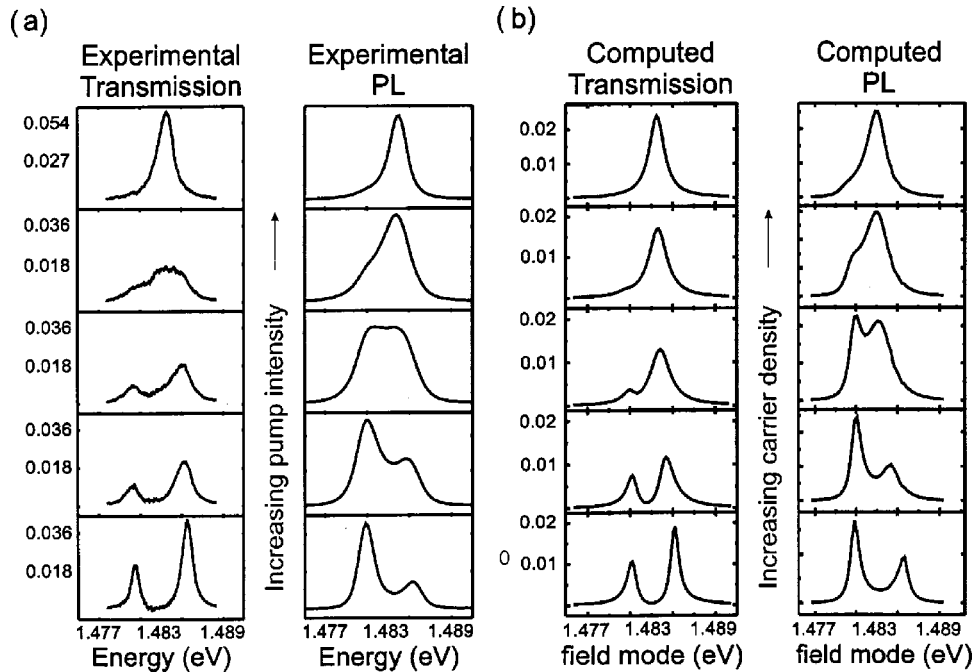 (a)
(b)
Experimental Transmission
Experimental PL
Computed Transmission
Computed PL
0.054
0.027
0.036
0.018
0.036
0.018
0.036
0.018
0.036
0.018
1.477 1.483 1.489
Energy (eV)
Increasing pump intensity
1.477 1.483 1.489
Energy (eV)
0.02
0.01
0.02
0.01
0.02
0.01
0.02
0.01
0.02
0.01
0
1.477 1.483 1.489
field mode (eV)
Increasing carrier density
1.477 1.483 1.489
field mode (eV)